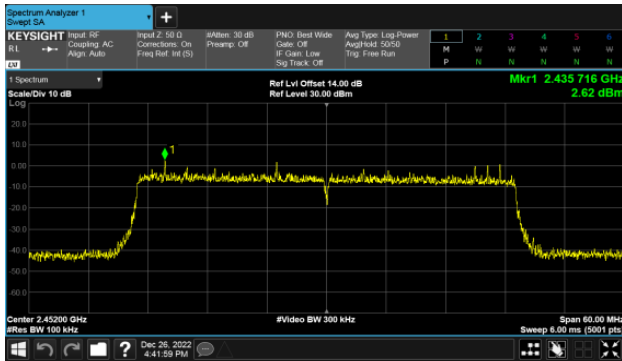 Spectrum Analyzer 1
Swept SA
+
KEYSIGHT
RL
LXI
Input: RF
Coupling: AC
Align: Auto
Input Z: 50 Ω
Corrections: On
Freq Ref: Int (S)
#Atten: 30 dB
Preamp: Off
PNO: Best Wide
Gate: Off
IF Gain: Low
Sig Track: Off
Avg Type: Log-Power
Avg|Hold: 50/50
Trig: Free Run
1 2 3 4 5 6
M W W W W W
P N N N N N
1 Spectrum
Scale/Div 10 dB
Log
Ref Lvl Offset 14.00 dB
Ref Level 30.00 dBm
Mkr1 2.435 716 GHz
2.62 dBm
20.0
10.0
1
0.00
-10.0
-20.0
-30.0
-40.0
-50.0
-60.0
Center 2.45200 GHz
#Res BW 100 kHz
#Video BW 300 kHz
Span 60.00 MHz
Sweep 6.00 ms (5001 pts)
?
Dec 26, 2022
4:41:59 PM